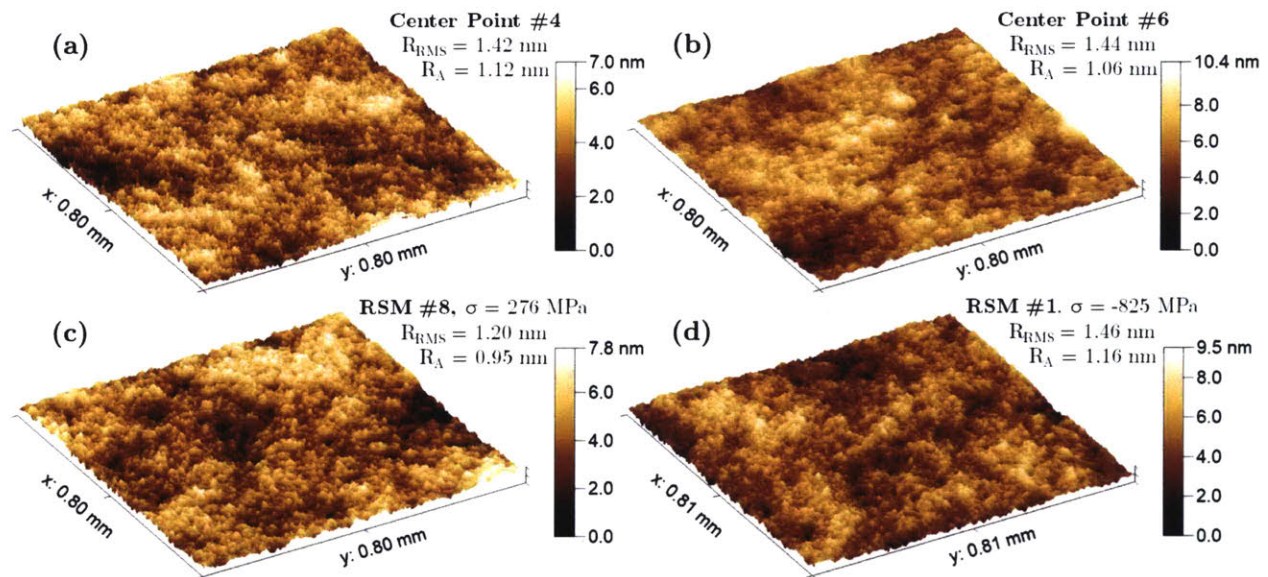 (a)
Center Point #4
R_RMS = 1.42 nm
R_A = 1.12 nm
7.0 nm
6.0
4.0
2.0
0.0
x: 0.80 mm
y: 0.80 mm
(b)
Center Point #6
R_RMS = 1.44 nm
R_A = 1.06 nm
10.4 nm
8.0
6.0
4.0
2.0
0.0
x: 0.80 mm
y: 0.80 mm
(c)
RSM #8, σ = 276 MPa
R_RMS = 1.20 nm
R_A = 0.95 nm
7.8 nm
6.0
4.0
2.0
0.0
x: 0.80 mm
y: 0.80 mm
(d)
RSM #1. σ = -825 MPa
R_RMS = 1.46 nm
R_A = 1.16 nm
9.5 nm
8.0
6.0
4.0
2.0
0.0
x: 0.81 mm
y: 0.81 mm